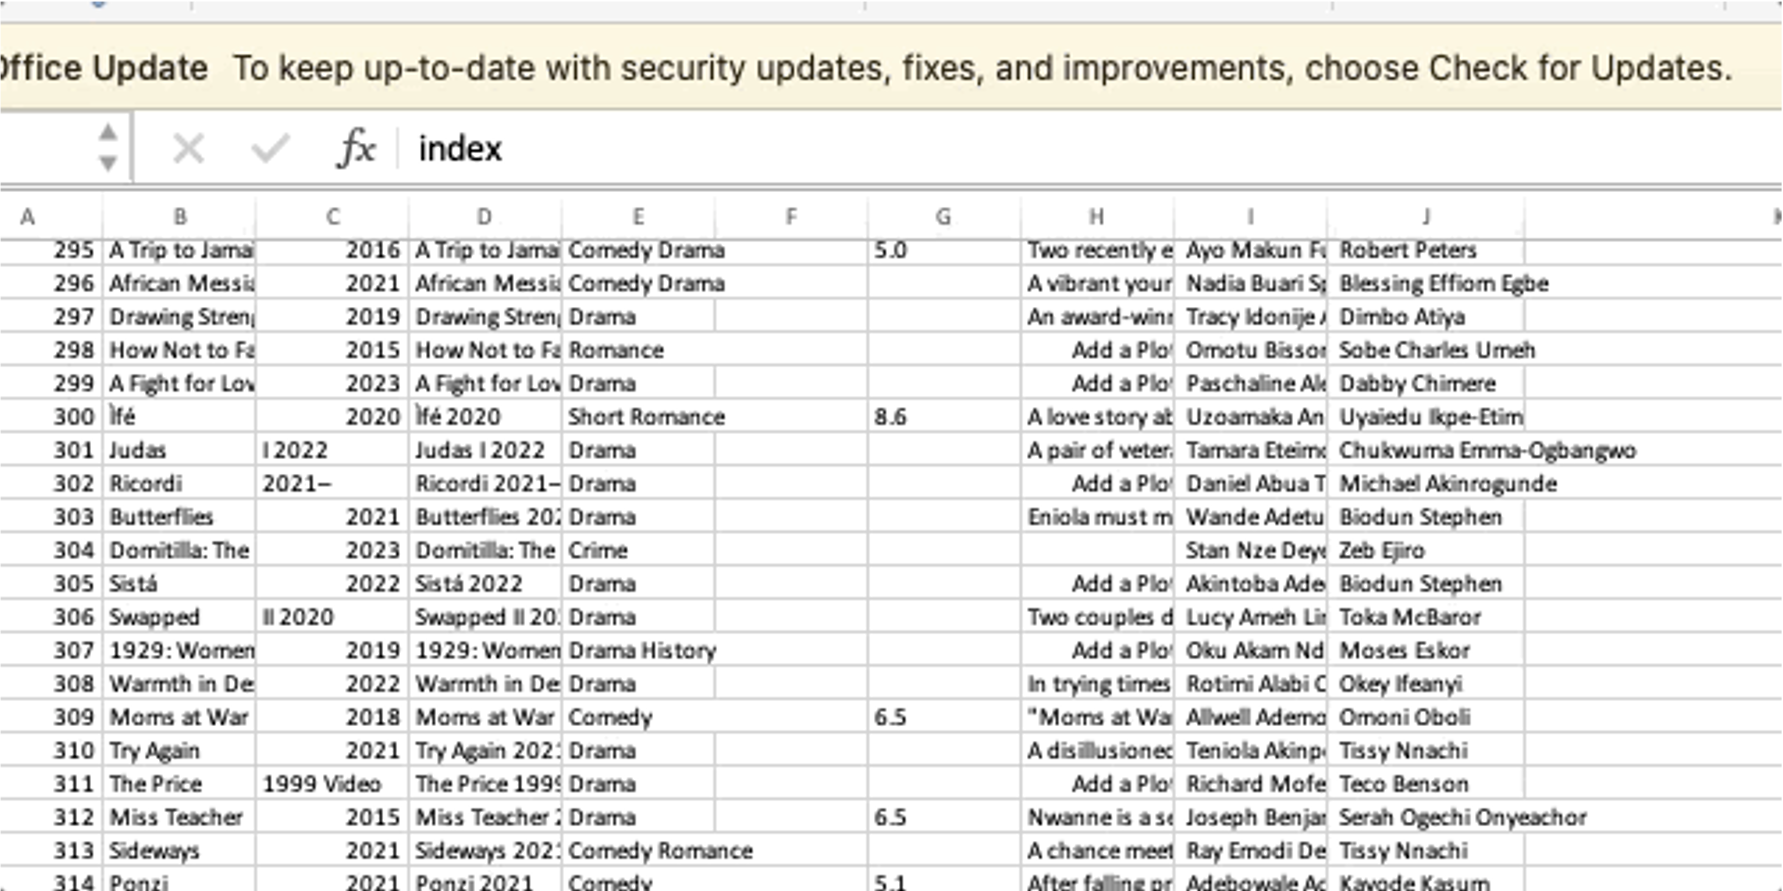 Office Update To keep up-to-date with security updates, fixes, and improvements, choose Check for Updates.
fx index
A B C D E F G H I J
295 A Trip to Jamai 2016 A Trip to Jamai Comedy Drama 5.0 Two recently e Ayo Makun Fu Robert Peters
296 African Messia 2021 African Messia Comedy Drama A vibrant your Nadia Buari Sp Blessing Effiom Egbe
297 Drawing Streng 2019 Drawing Streng Drama An award-winn Tracy Idonije A Dimbo Atiya
298 How Not to Fa 2015 How Not to Fa Romance Add a Plot Omotu Bisson Sobe Charles Umeh
299 A Fight for Lov 2023 A Fight for Lov Drama Add a Plot Paschaline Ale Dabby Chimere
300 Ìfé 2020 Ìfé 2020 Short Romance 8.6 A love story ab Uzoamaka An Uyaiedu Ikpe-Etim
301 Judas I 2022 Judas I 2022 Drama A pair of veter Tamara Eteimo Chukwuma Emma-Ogbangwo
302 Ricordi 2021– Ricordi 2021– Drama Add a Plot Daniel Abua T Michael Akinrogunde
303 Butterflies 2021 Butterflies 202 Drama Eniola must m Wande Adetu Biodun Stephen
304 Domitilla: The 2023 Domitilla: The Crime Stan Nze Deye Zeb Ejiro
305 Sistá 2022 Sistá 2022 Drama Add a Plot Akintoba Ade Biodun Stephen
306 Swapped II 2020 Swapped II 20 Drama Two couples d Lucy Ameh Lin Toka McBaror
307 1929: Women 2019 1929: Women Drama History Add a Plot Oku Akam Nd Moses Eskor
308 Warmth in De 2022 Warmth in De Drama In trying times Rotimi Alabi C Okey Ifeanyi
309 Moms at War 2018 Moms at War Comedy 6.5 "Moms at Wa Allwell Ademo Omoni Oboli
310 Try Again 2021 Try Again 2021 Drama A disillusioned Teniola Akinp Tissy Nnachi
311 The Price 1999 Video The Price 1999 Drama Add a Plot Richard Mofe Teco Benson
312 Miss Teacher 2015 Miss Teacher 2 Drama 6.5 Nwanne is a se Joseph Benjar Serah Ogechi Onyeachor
313 Sideways 2021 Sideways 2021 Comedy Romance A chance meet Ray Emodi De Tissy Nnachi
314 Ponzi 2021 Ponzi 2021 Comedy 5.1 After falling pr Adebowale Ad Kayode Kasum